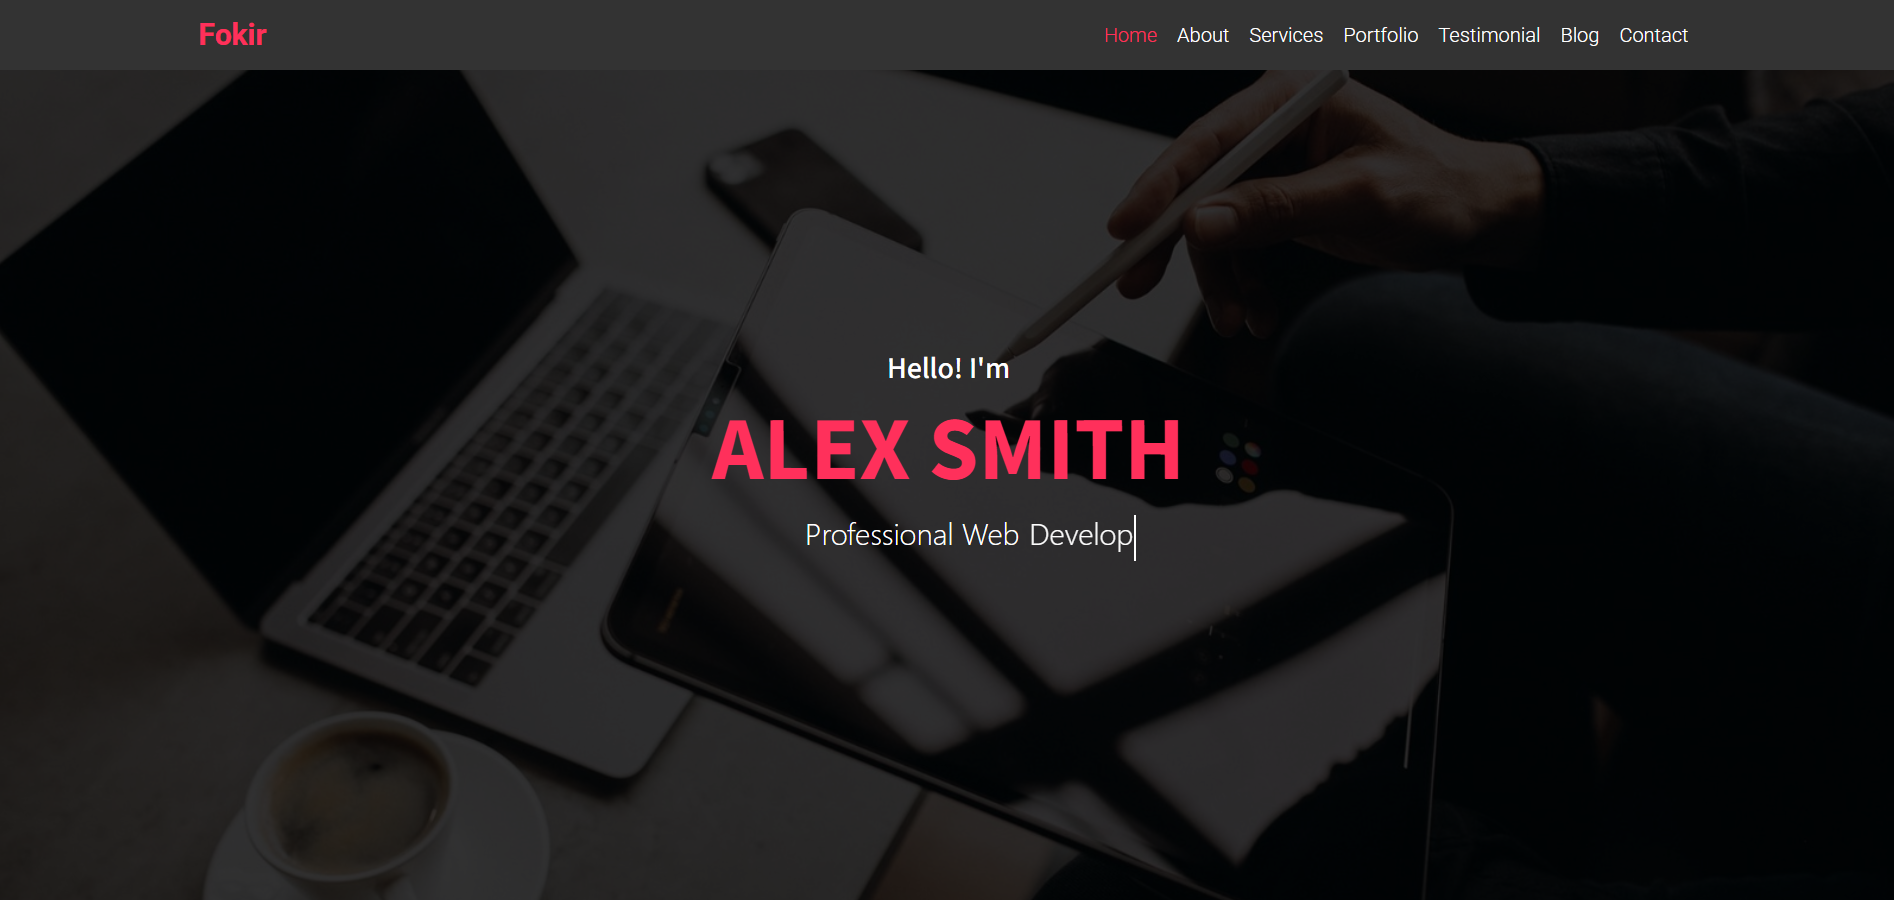 Fokir
Home About Services Portfolio Testimonial Blog Contact
Hello! I'm
ALEX SMITH
Professional Web Develop